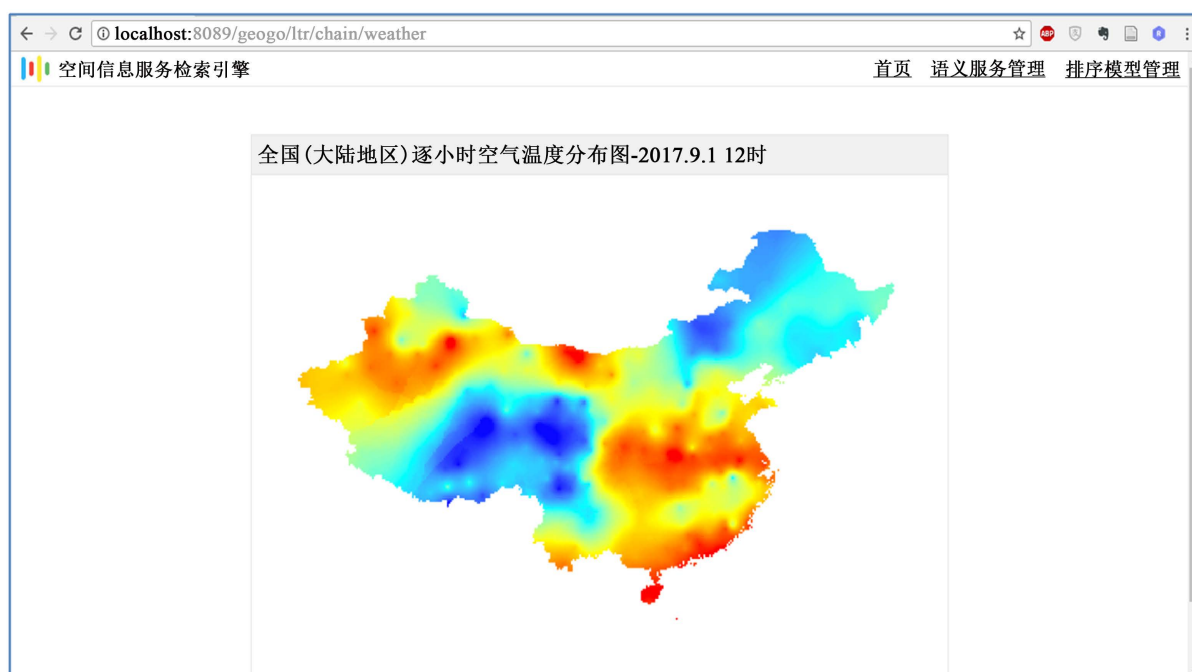 localhost:8089/geogo/ltr/chain/weather
ABP
空间信息服务检索引擎 首页 语义服务管理 排序模型管理
全国(大陆地区)逐小时空气温度分布图-2017.9.1 12时